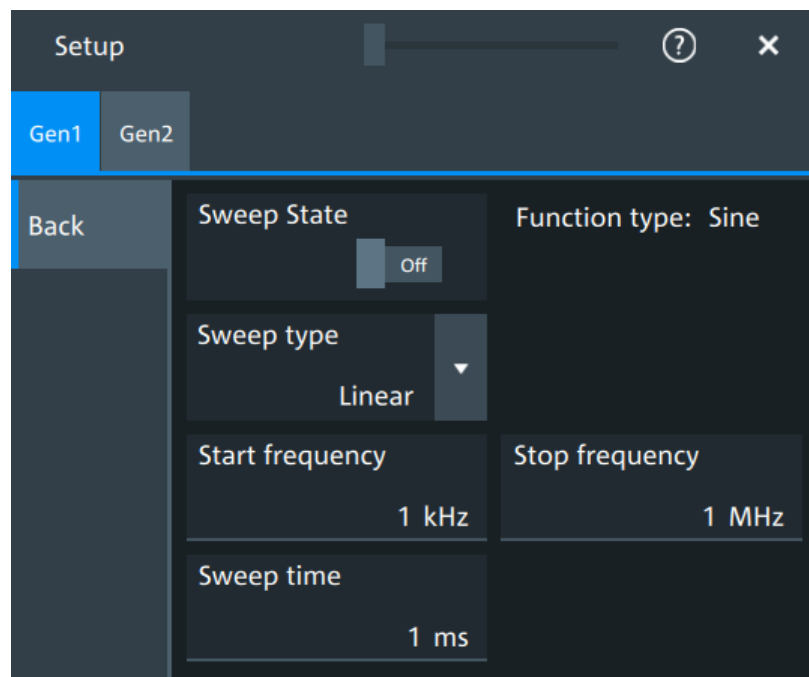 Setup
?
×
Gen1
Gen2
Back
Sweep State
Off
Function type: Sine
Sweep type
Linear
Start frequency
1 kHz
Stop frequency
1 MHz
Sweep time
1 ms